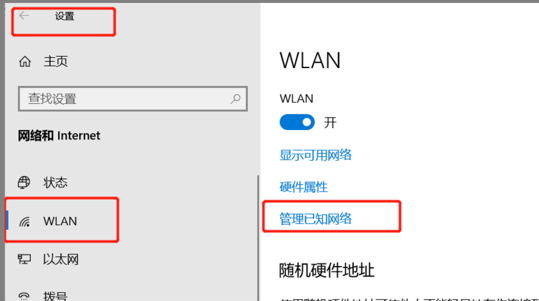 设置
主页
查找设置
网络和 Internet
状态
WLAN
以太网
拨号
WLAN
WLAN
开
显示可用网络
硬件属性
管理已知网络
随机硬件地址